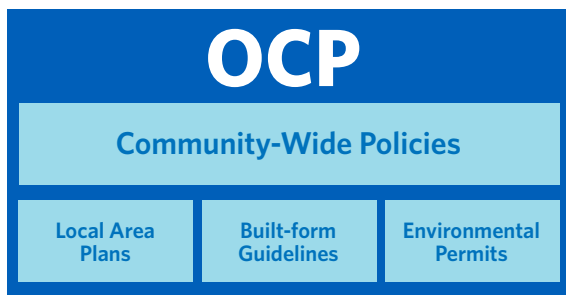 OCP
Community-Wide Policies
Local Area
Plans
Built-form
Guidelines
Environmental
Permits